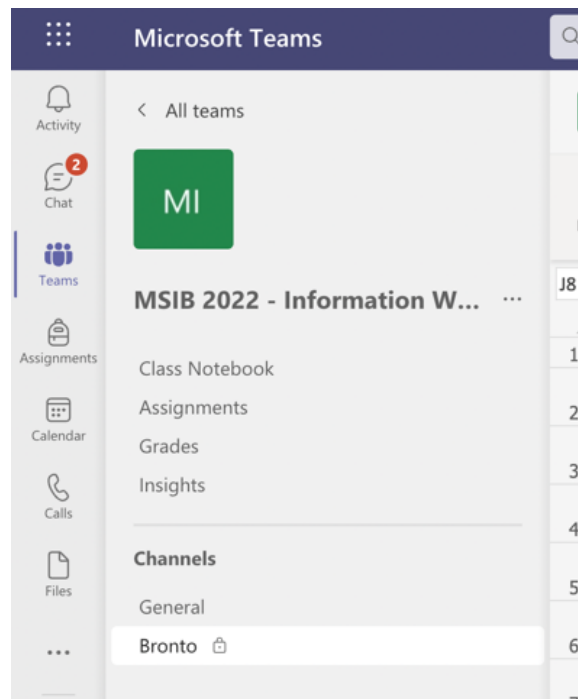 Microsoft Teams
Activity
2
Chat
Teams
Assignments
Calendar
Calls
Files
All teams
MI
MSIB 2022 - Information W...
Class Notebook
Assignments
Grades
Insights
Channels
General
Bronto
J8
1
2
3
4
5
6